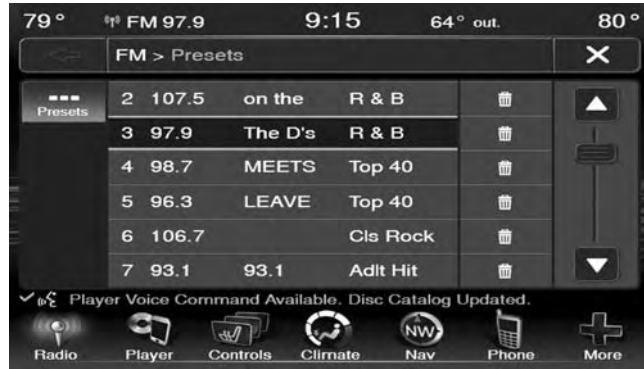 79° FM 97.9 9:15 64° out. 80°
FM > Presets
Presets
2 107.5 on the R & B
3 97.9 The D's R & B
4 98.7 MEETS Top 40
5 96.3 LEAVE Top 40
6 106.7 Cls Rock
7 93.1 93.1 Adlt Hit
Player Voice Command Available. Disc Catalog Updated.
NW
Radio Player Controls Climate Nav Phone More